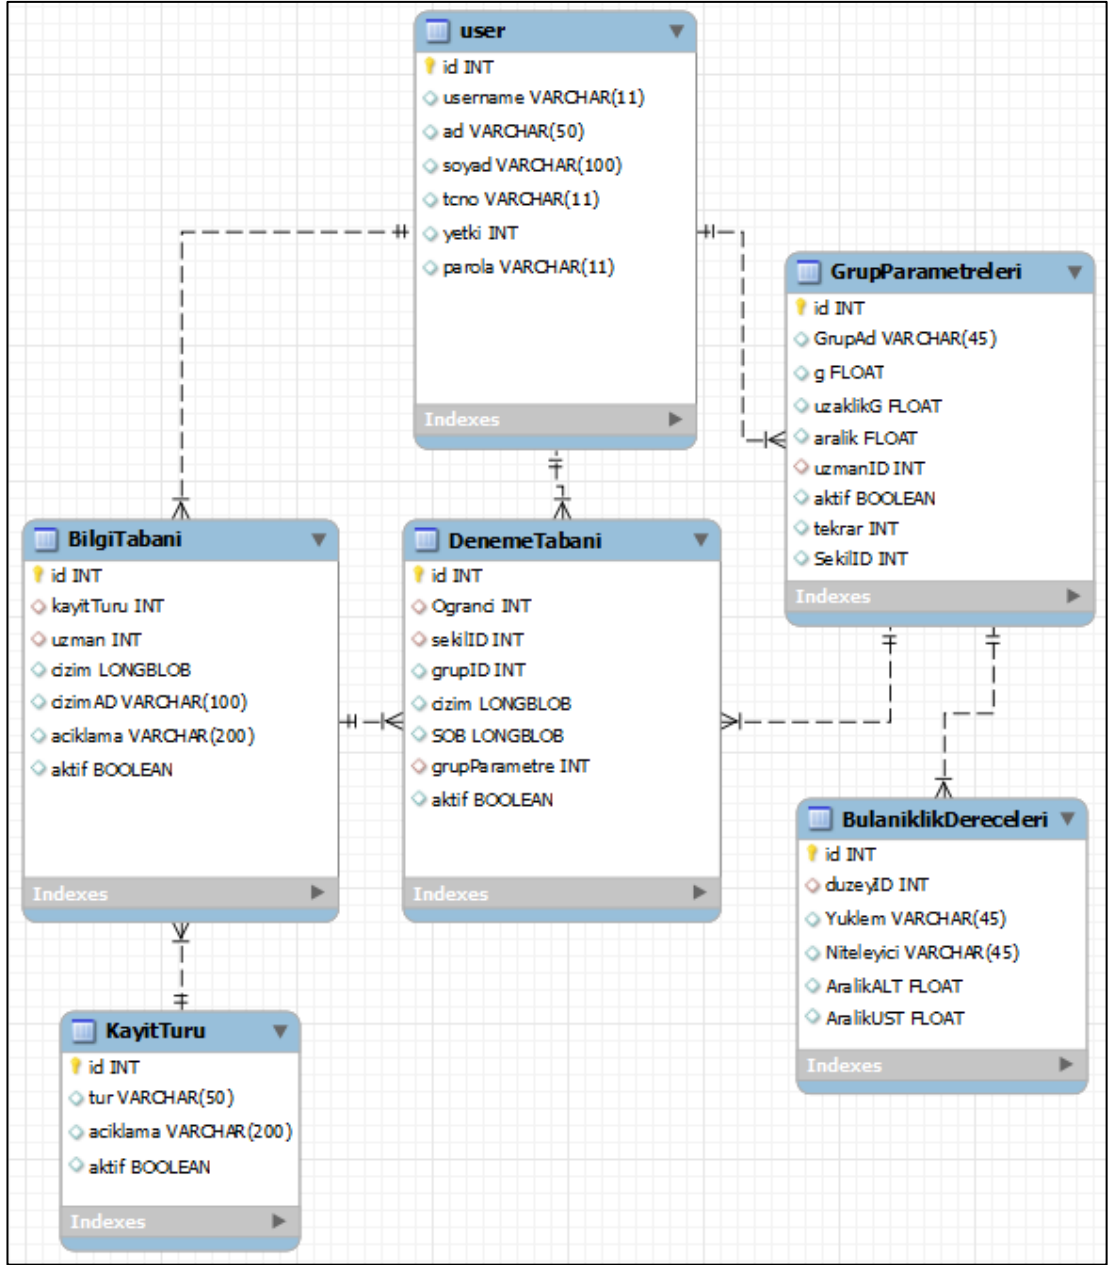 user
id INT
username VARCHAR(11)
ad VARCHAR(50)
soyad VARCHAR(100)
tcno VARCHAR(11)
yetki INT
parola VARCHAR(11)
Indexes
GrupParametreleri
id INT
GrupAd VARCHAR(45)
g FLOAT
uzaklikG FLOAT
aralik FLOAT
uzmanID INT
aktif BOOLEAN
tekrar INT
SekilID INT
Indexes
BilgiTabani
id INT
kayitTuru INT
uzman INT
cizim LONGBLOB
cizimAD VARCHAR(100)
aciklama VARCHAR(200)
aktif BOOLEAN
Indexes
DenemeTabani
id INT
Ogranci INT
sekilID INT
grupID INT
cizim LONGBLOB
SOB LONGBLOB
grupParametre INT
aktif BOOLEAN
Indexes
BulaniklikDereceleri
id INT
duzeyID INT
Yuklem VARCHAR(45)
Niteleyici VARCHAR(45)
AralikALT FLOAT
AralikUST FLOAT
Indexes
KayitTuru
id INT
tur VARCHAR(50)
aciklama VARCHAR(200)
aktif BOOLEAN
Indexes